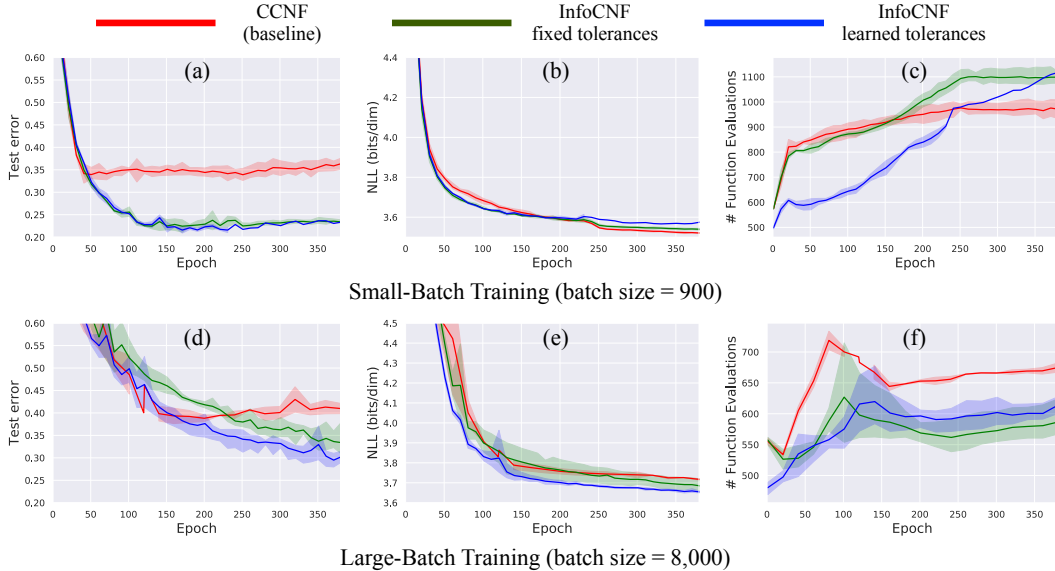 CCNF
(baseline)
InfoCNF
fixed tolerances
InfoCNF
learned tolerances
(a)
0.60
0.55
0.50
0.45
0.40
0.35
0.30
0.25
0.20
Test error
0 50 100 150 200 250 300 350
Epoch
(b)
4.4
4.2
4.0
3.8
3.6
NLL (bits/dim)
0 50 100 150 200 250 300 350
Epoch
(c)
1100
1000
900
800
700
600
500
# Function Evaluations
0 50 100 150 200 250 300 350
Epoch
Small-Batch Training (batch size = 900)
(d)
0.60
0.55
0.50
0.45
0.40
0.35
0.30
0.25
0.20
Test error
0 50 100 150 200 250 300 350
Epoch
(e)
4.5
4.4
4.2
4.1
4.0
3.9
3.8
3.7
3.6
NLL (bits/dim)
0 50 100 150 200 250 300 350
Epoch
(f)
700
650
600
550
500
# Function Evaluations
0 50 100 150 200 250 300 350
Epoch
Large-Batch Training (batch size = 8,000)